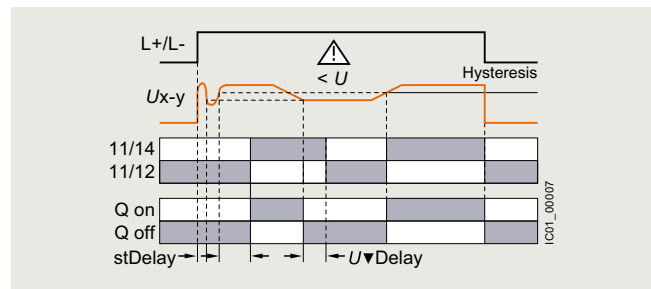 L+/L-
< U
Hysteresis
Ux-y
11/14
11/12
Q on
Q off
stDelay
U▼Delay
IC01_00007